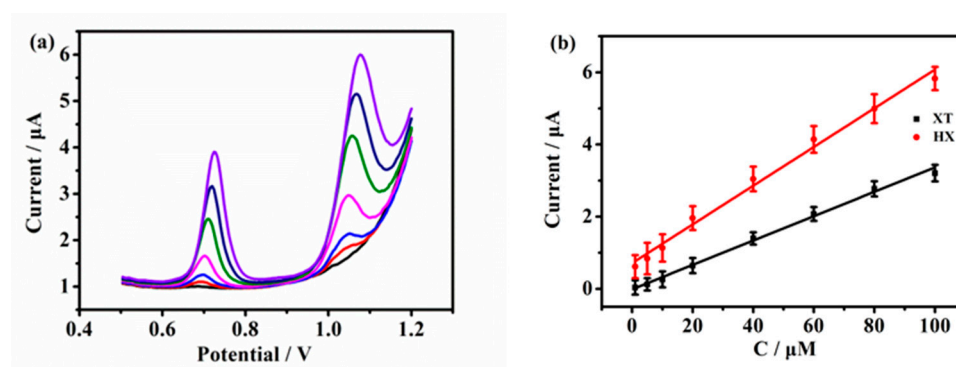 (a)
Current / μA
6
5
4
3
2
1
0.4 0.6 0.8 1.0 1.2
Potential / V
(b)
Current / μA
6
4
2
0
XT
HX
0 20 40 60 80 100
C / μM